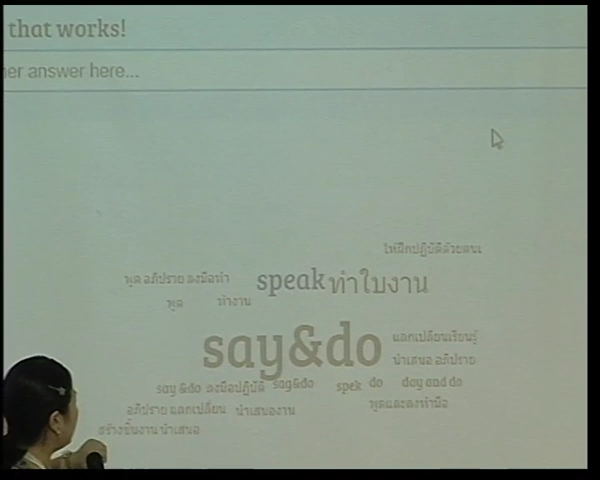 that works!
her answer here...
ให้ฝึกปฏิบัติด้วยตนเ
พูด อภิปราย ลงมือทำ speak ทำใบงาน
พูด ทำงาน
say&do แลกเปลี่ยนเรียนรู้
นำเสนอ อภิปราย
say &do ลงมือปฏิบัติ say&do spek do day and do
อภิปราย แลกเปลี่ยน นำเสนองาน พูดและลงทำมือ
สร้างชิ้นงาน นำเสนอ